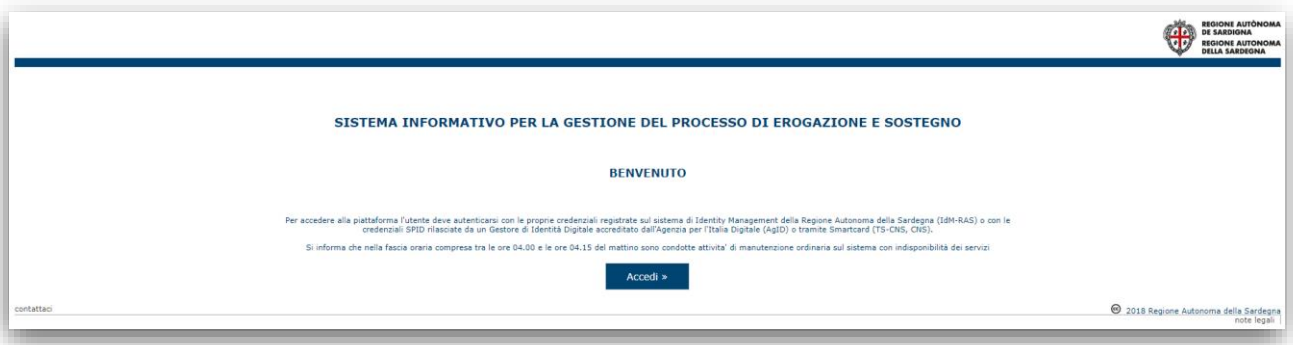 REGIONE AUTÒNOMA
DE SARDIGNA
REGIONE AUTONOMA
DELLA SARDEGNA
SISTEMA INFORMATIVO PER LA GESTIONE DEL PROCESSO DI EROGAZIONE E SOSTEGNO
BENVENUTO
Per accedere alla piattaforma l'utente deve autenticarsi con le proprie credenziali registrate sul sistema di Identity Management della Regione Autonoma della Sardegna (IdM-RAS) o con le
credenziali SPID rilasciate da un Gestore di Identità Digitale accreditato dall'Agenzia per l'Italia Digitale (AgID) o tramite Smartcard (TS-CNS, CNS).
Si informa che nella fascia oraria compresa tra le ore 04.00 e le ore 04.15 del mattino sono condotte attivita' di manutenzione ordinaria sul sistema con indisponibilità dei servizi
Accedi »
contattaci
cc 2018 Regione Autonoma della Sardegna
note legali |